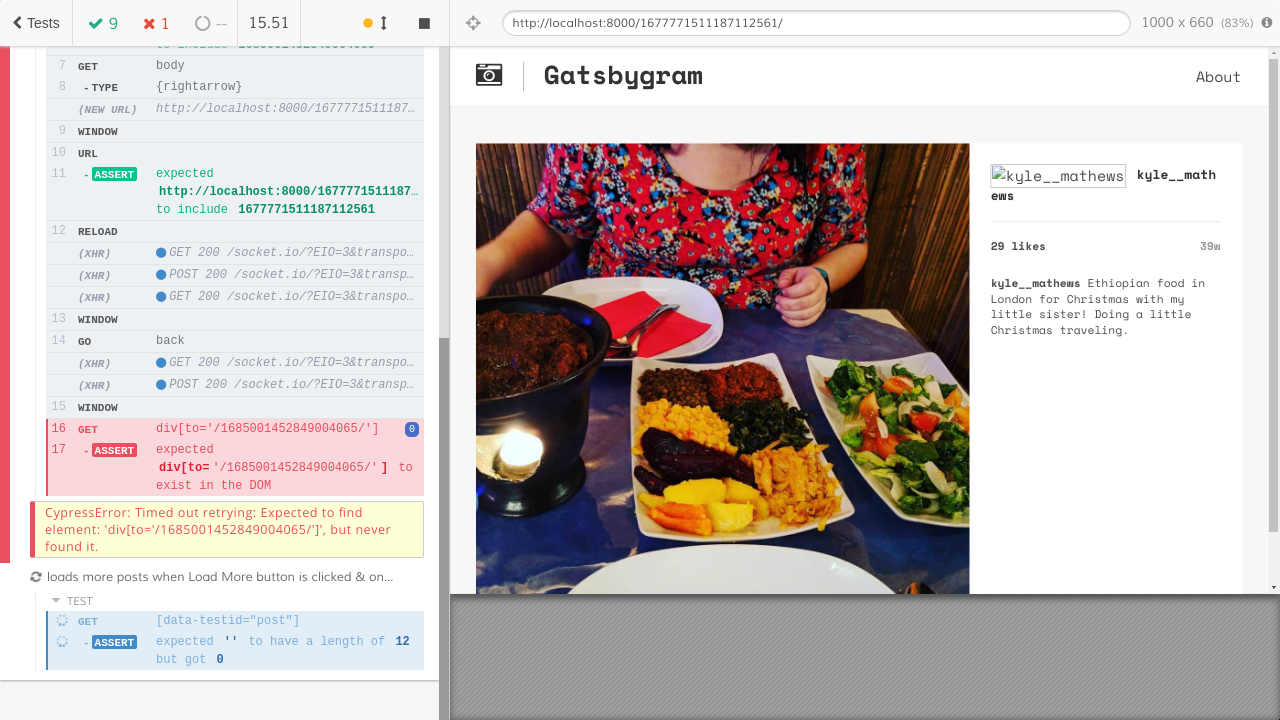 Tests
9
1
--
15.51
http://localhost:8000/1677771511187112561/
1000 x 660 (83%)
7 GET body
8 - TYPE {rightarrow}
(NEW URL) http://localhost:8000/167777151118​7…
9 WINDOW
10 URL
11 - ASSERT expected
http://localhost:8000/167777151118​7…
to include 1677771511187112561
12 RELOAD
(XHR) GET 200 /socket.io/?EIO=3&transpo…
(XHR) POST 200 /socket.io/?EIO=3&transp…
(XHR) GET 200 /socket.io/?EIO=3&transpo…
13 WINDOW
14 GO back
(XHR) GET 200 /socket.io/?EIO=3&transpo…
(XHR) POST 200 /socket.io/?EIO=3&transp…
15 WINDOW
16 GET div[to='/1685001452849004065/'] 0
17 - ASSERT expected
div[to='/1685001452849004065/'] to
exist in the DOM
CypressError: Timed out retrying: Expected to find
element: 'div[to='/1685001452849004065/']', but never
found it.
loads more posts when Load More button is clicked & on...
TEST
GET [data-testid="post"]
- ASSERT expected '' to have a length of 12
but got 0
Gatsbygram
About
kyle__mathews kyle__math
ews
29 likes 39w
kyle__mathews Ethiopian food in
London for Christmas with my
little sister! Doing a little
Christmas traveling.